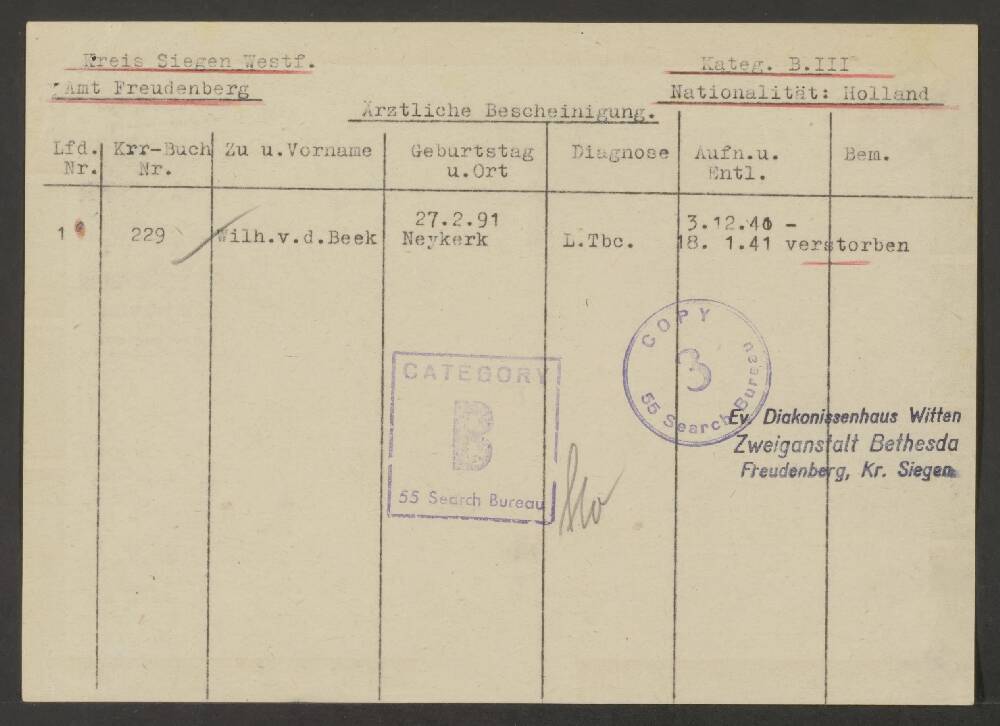 Kreis Siegen Westf.
Kateg. B.III
Amt Freudenberg
Nationalität: Holland
Ärztliche Bescheinigung.
Lfd. Nr.
Krr-Buch Nr.
Zu u.Vorname
Geburtstag u.Ort
Diagnose
Aufn.u. Entl.
Bem.
1
229
Wilh.v.d.Beek
27.2.91
Neykerk
L.Tbc.
3.12.40 -
18. 1.41 verstorben
COPY
3
55 Search Bureau
CATEGORY
B
55 Search Bureau
Ev. Diakonissenhaus Witten
Zweiganstalt Bethesda
Freudenberg, Kr. Siegen